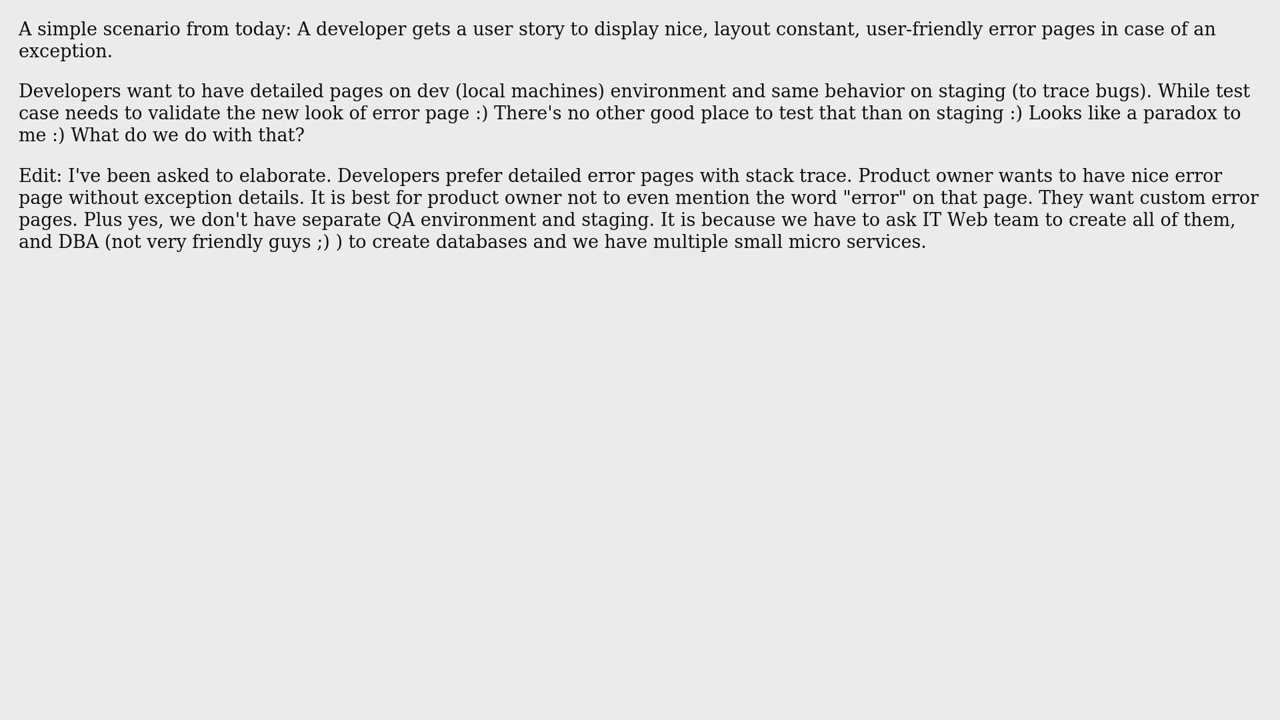 A simple scenario from today: A developer gets a user story to display nice, layout constant, user-friendly error pages in case of an
exception.
Developers want to have detailed pages on dev (local machines) environment and same behavior on staging (to trace bugs). While test
case needs to validate the new look of error page :) There's no other good place to test that than on staging :) Looks like a paradox to
me :) What do we do with that?
Edit: I've been asked to elaborate. Developers prefer detailed error pages with stack trace. Product owner wants to have nice error
page without exception details. It is best for product owner not to even mention the word "error" on that page. They want custom error
pages. Plus yes, we don't have separate QA environment and staging. It is because we have to ask IT Web team to create all of them,
and DBA (not very friendly guys ;) ) to create databases and we have multiple small micro services.